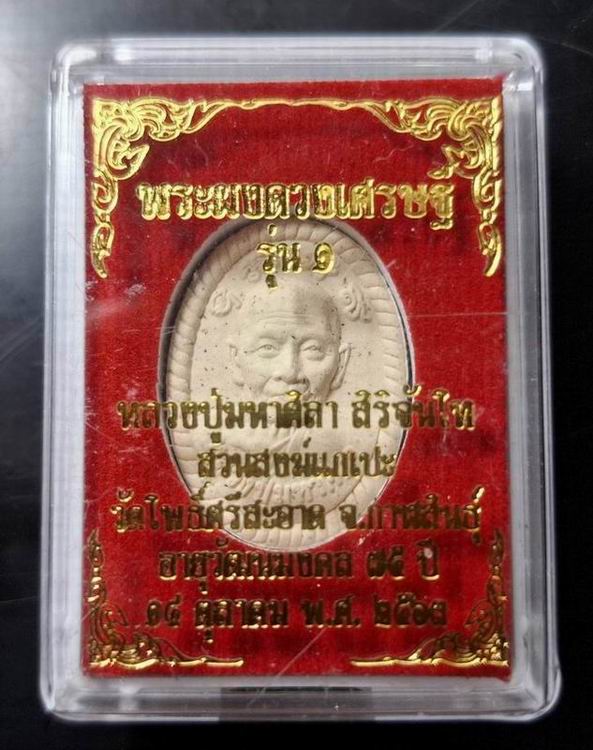 พระผงดวงเศรษฐี
รุ่น ๑
หลวงปู่มหาศิลา สิริจันโท
สวนสงฆ์แกเปะ
วัดโพธิ์ศรีสะอาด จ.กาฬสินธุ์
อายุวัฒนมงคล ๗๕ ปี
๑๔ ตุลาคม พ.ศ. ๒๕๖๓